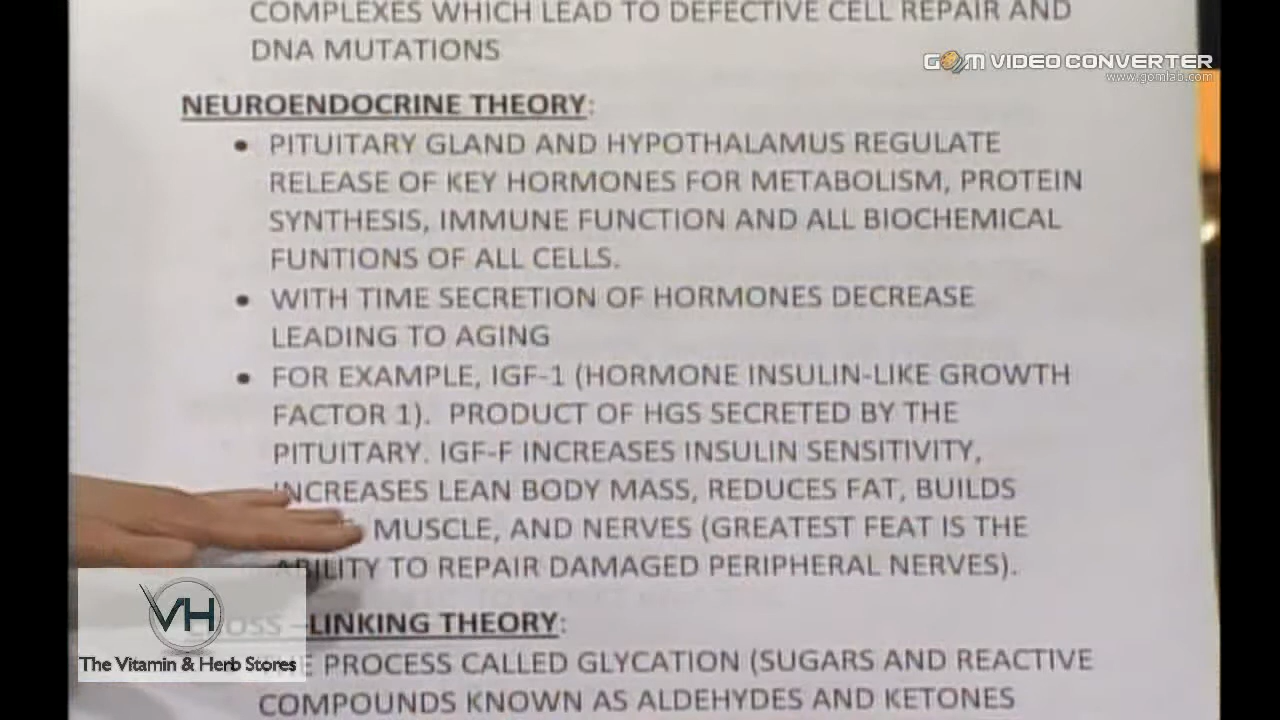 COMPLEXES WHICH LEAD TO DEFECTIVE CELL REPAIR AND
DNA MUTATIONS
GOM VIDEO CONVERTER
www.gomlab.com
NEUROENDOCRINE THEORY:
• PITUITARY GLAND AND HYPOTHALAMUS REGULATE
RELEASE OF KEY HORMONES FOR METABOLISM, PROTEIN
SYNTHESIS, IMMUNE FUNCTION AND ALL BIOCHEMICAL
FUNTIONS OF ALL CELLS.
• WITH TIME SECRETION OF HORMONES DECREASE
LEADING TO AGING
• FOR EXAMPLE, IGF-1 (HORMONE INSULIN-LIKE GROWTH
FACTOR 1). PRODUCT OF HGS SECRETED BY THE
PITUITARY. IGF-F INCREASES INSULIN SENSITIVITY,
INCREASES LEAN BODY MASS, REDUCES FAT, BUILDS
MUSCLE, AND NERVES (GREATEST FEAT IS THE
ABILITY TO REPAIR DAMAGED PERIPHERAL NERVES).
VH
The Vitamin & Herb Stores
CROSS –LINKING THEORY:
PROCESS CALLED GLYCATION (SUGARS AND REACTIVE
COMPOUNDS KNOWN AS ALDEHYDES AND KETONES